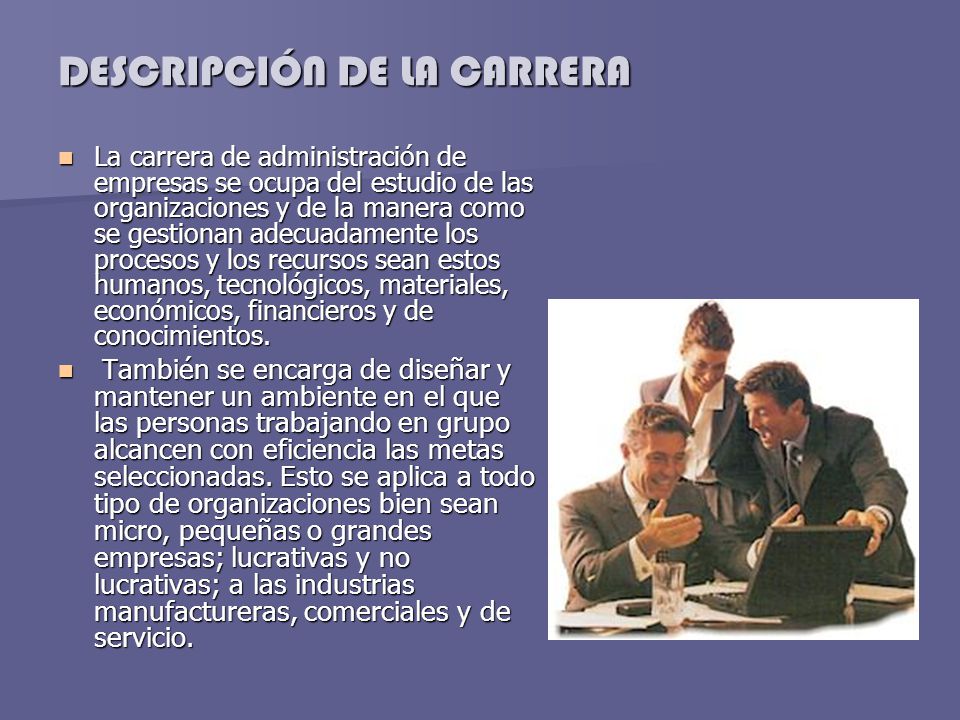 DESCRIPCIÓN DE LA CARRERA
La carrera de administración de
empresas se ocupa del estudio de las
organizaciones y de la manera como
se gestionan adecuadamente los
procesos y los recursos sean estos
humanos, tecnológicos, materiales,
económicos, financieros y de
conocimientos.
También se encarga de diseñar y
mantener un ambiente en el que
las personas trabajando en grupo
alcancen con eficiencia las metas
seleccionadas. Esto se aplica a todo
tipo de organizaciones bien sean
micro, pequeñas o grandes
empresas; lucrativas y no
lucrativas; a las industrias
manufactureras, comerciales y de
servicio.